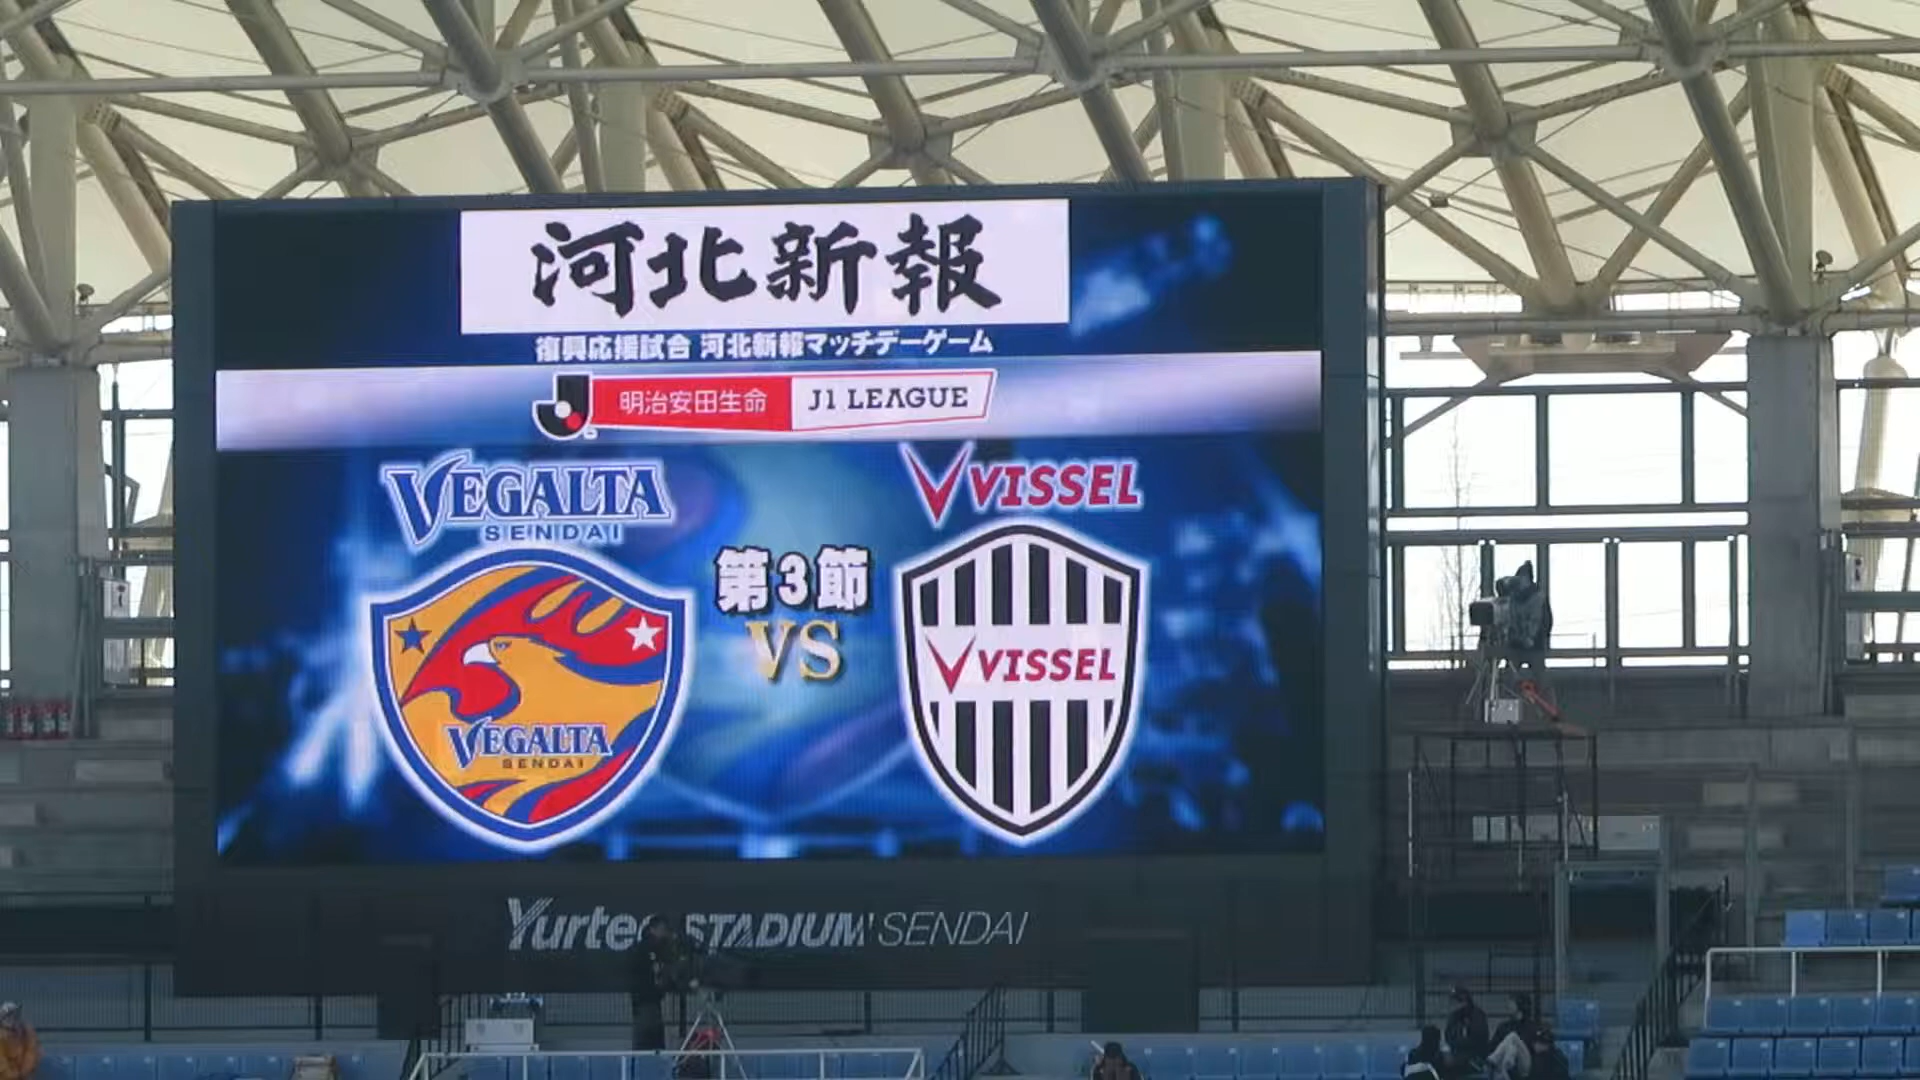 河北新報
復興応援試合 河北新報マッチデーゲーム
明治安田生命 J1 LEAGUE
VEGALTA
SENDAI
VISSEL
第3節
VS
VEGALTA
SENDAI
VISSEL
Yurtec STADIUM SENDAI